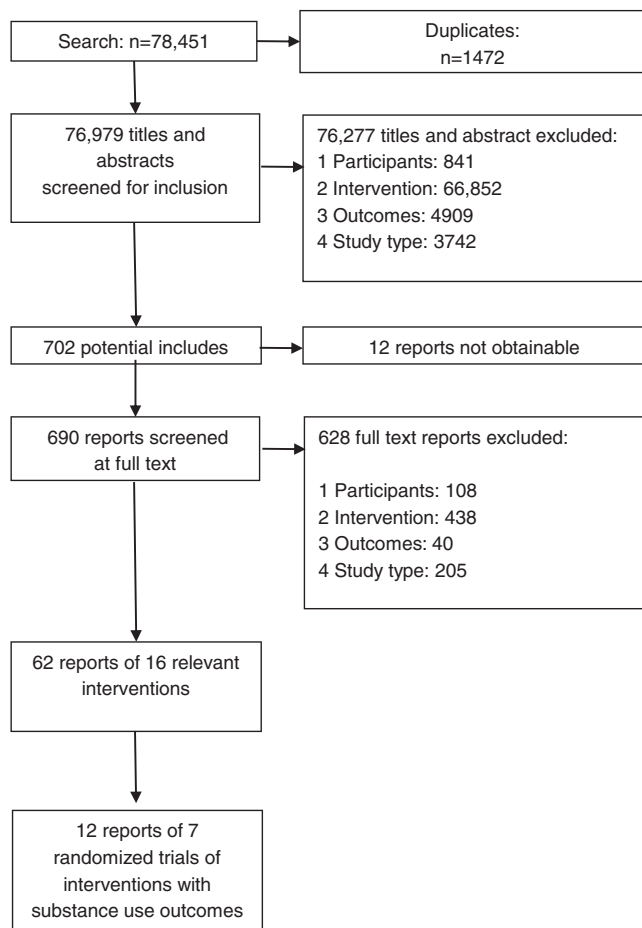 Search: n=78,451
Duplicates:
n=1472
76,979 titles and
abstracts
screened for inclusion
76,277 titles and abstract excluded:
1 Participants: 841
2 Intervention: 66,852
3 Outcomes: 4909
4 Study type: 3742
702 potential includes
12 reports not obtainable
690 reports screened
at full text
628 full text reports excluded:
1 Participants: 108
2 Intervention: 438
3 Outcomes: 40
4 Study type: 205
62 reports of 16 relevant
interventions
12 reports of 7
randomized trials of
interventions with
substance use outcomes